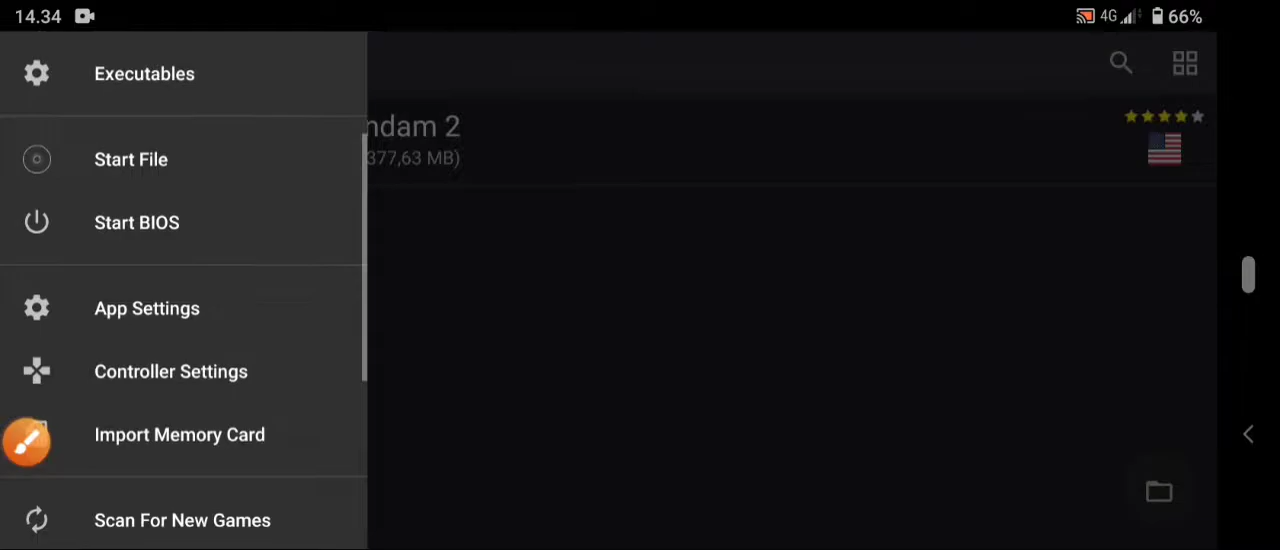 14.34
4G
66%
Executables
Start File
Start BIOS
App Settings
Controller Settings
Import Memory Card
Scan For New Games
ndam 2
377,63 MB)